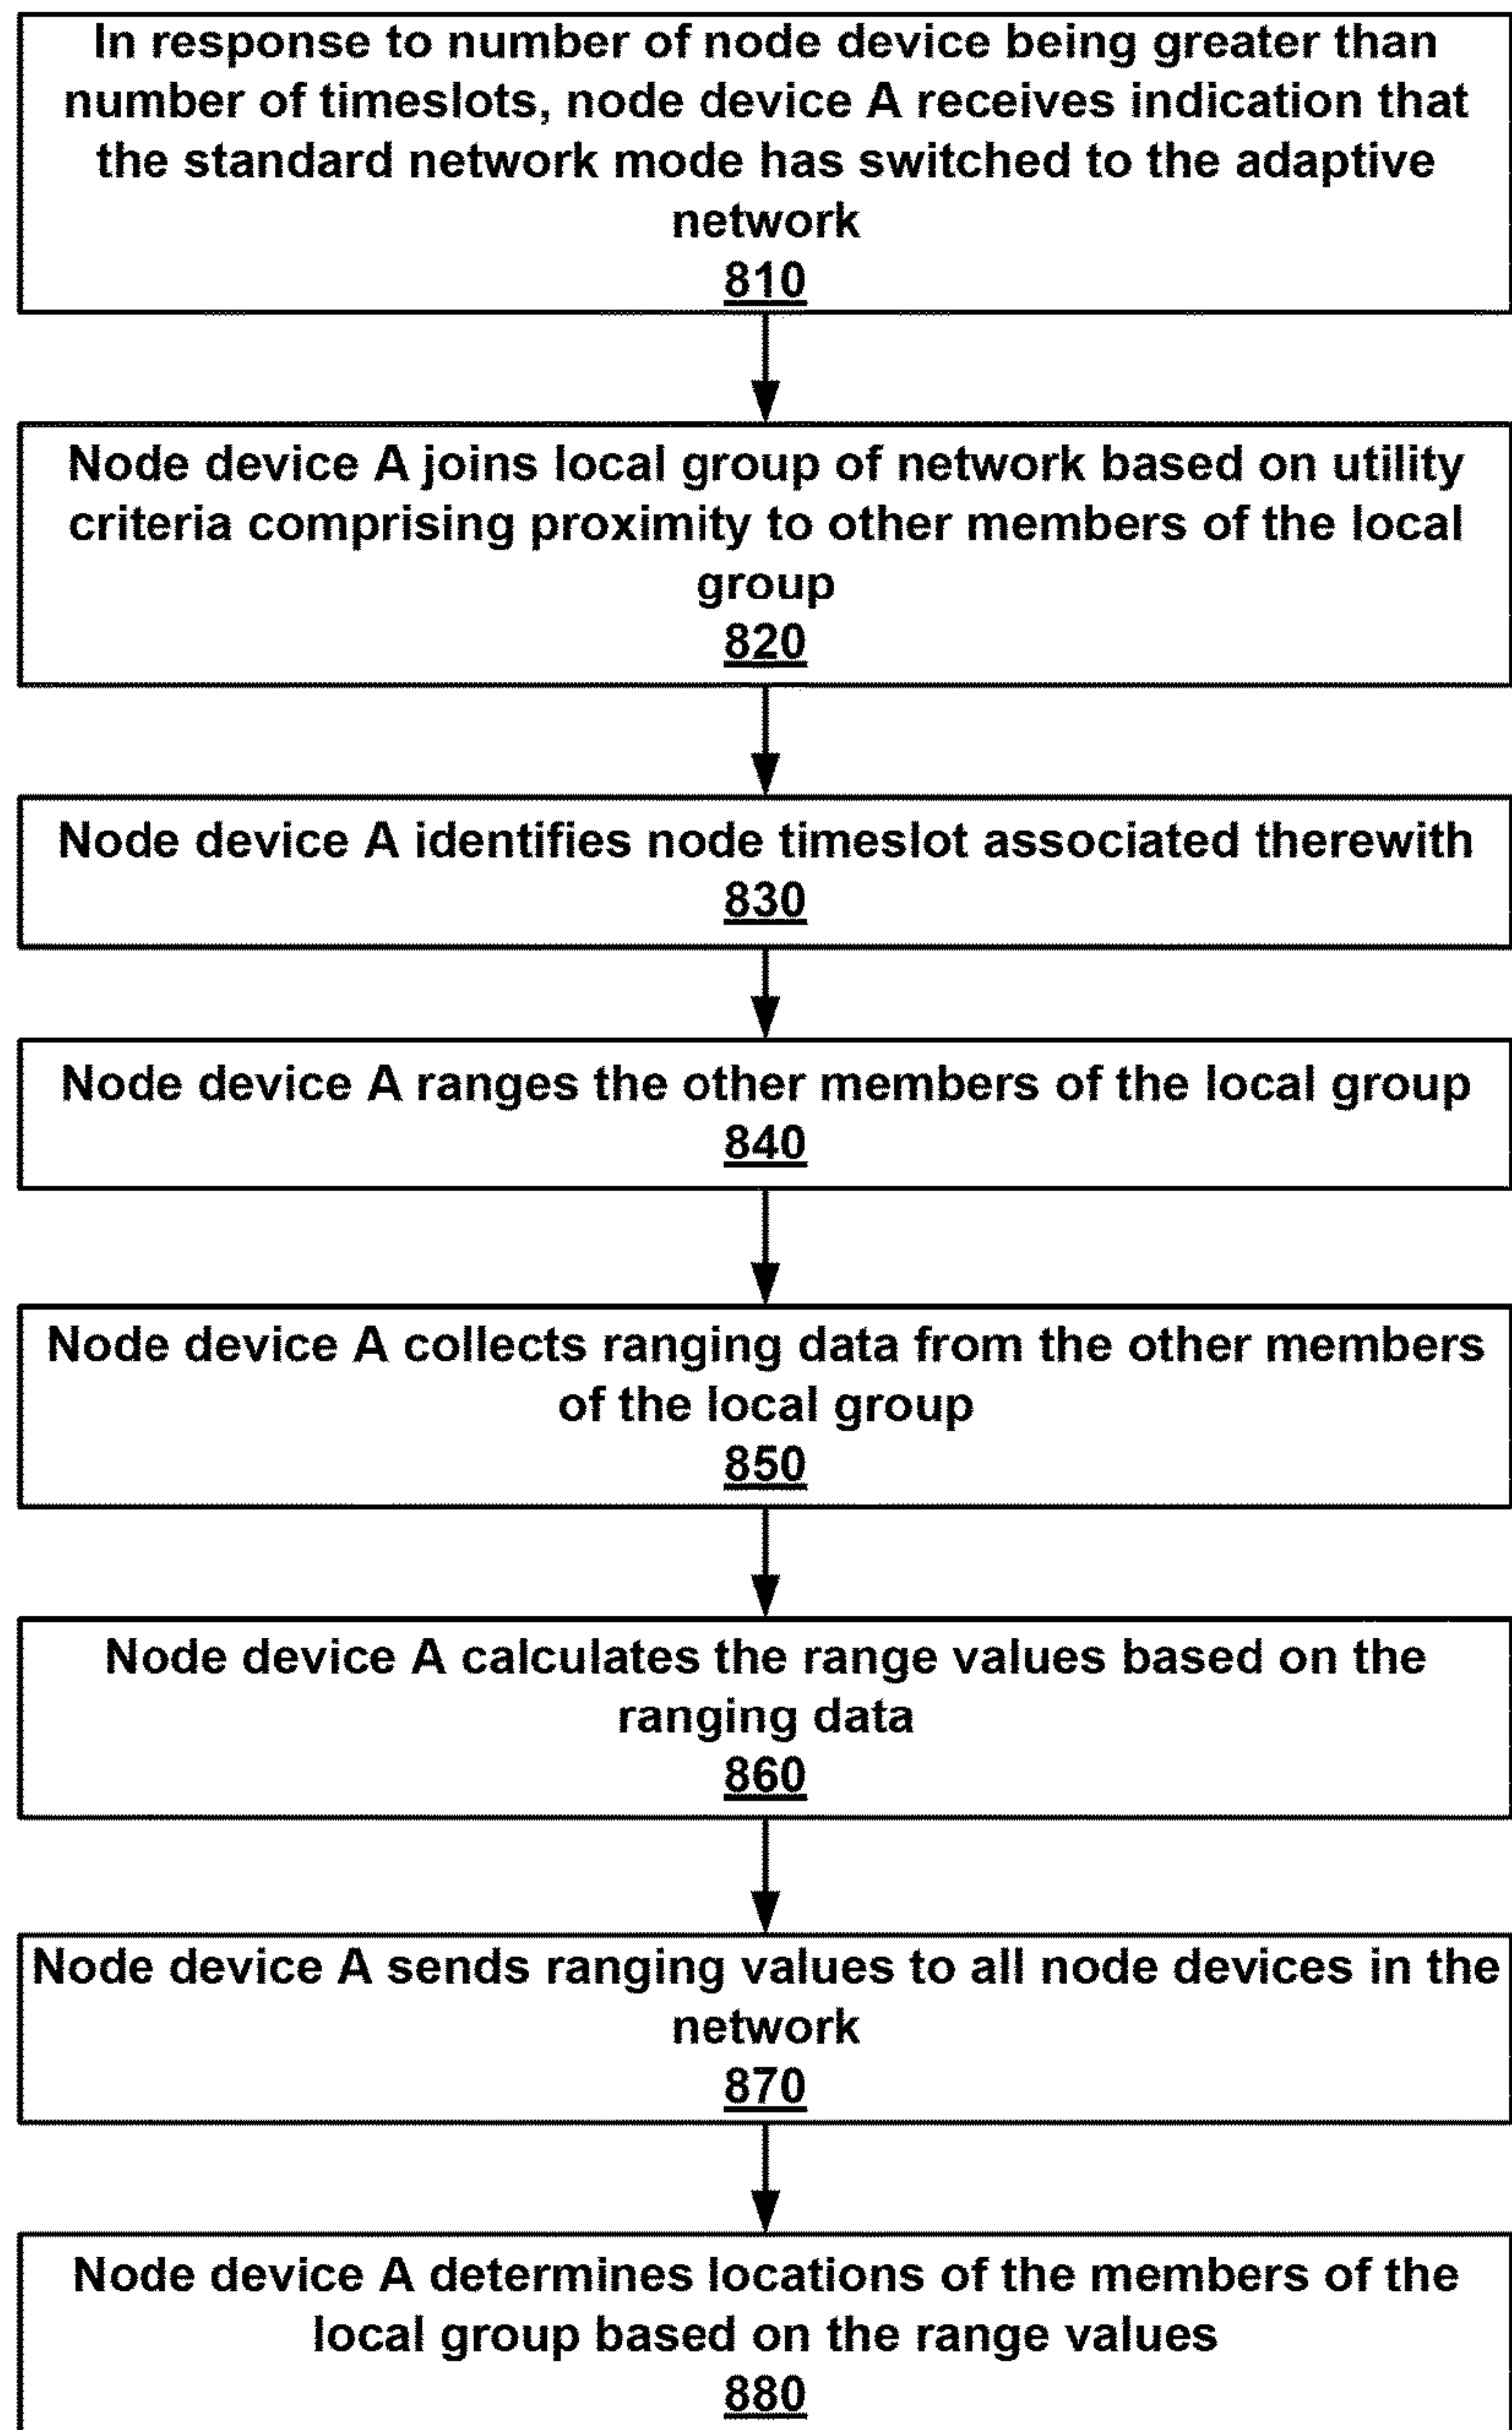 In response to number of node device being greater than
number of timeslots, node device A receives indication that
the standard network mode has switched to the adaptive
network
810
Node device A joins local group of network based on utility
criteria comprising proximity to other members of the local
group
820
Node device A identifies node timeslot associated therewith
830
Node device A ranges the other members of the local group
840
Node device A collects ranging data from the other members
of the local group
850
Node device A calculates the range values based on the
ranging data
860
Node device A sends ranging values to all node devices in the
network
870
Node device A determines locations of the members of the
local group based on the range values
880